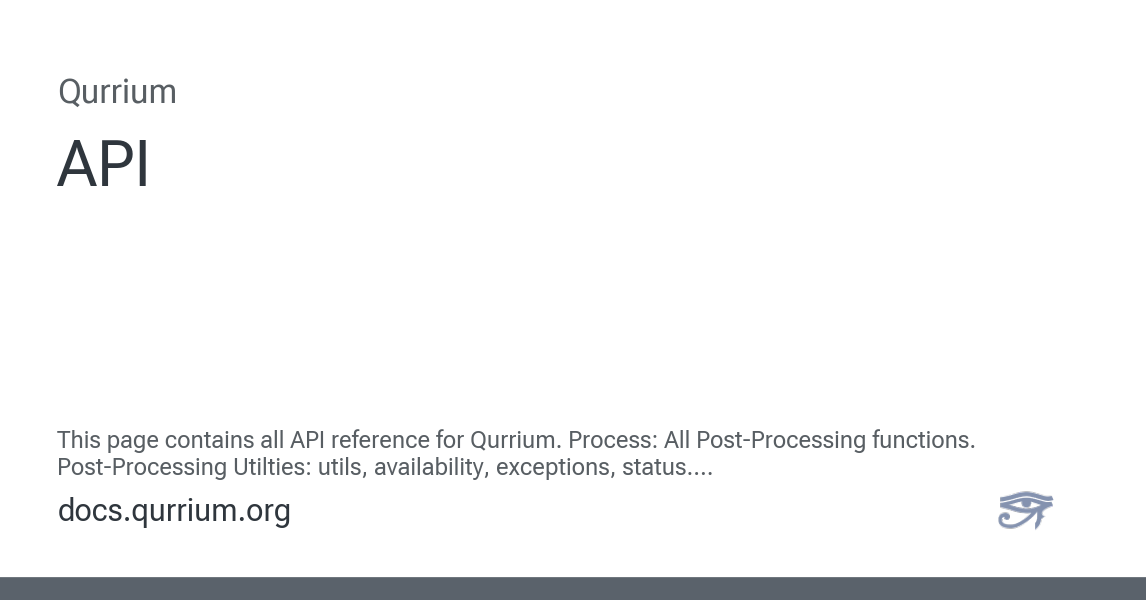 Qurrium
API
This page contains all API reference for Qurrium. Process: All Post-Processing functions.
Post-Processing Utilties: utils, availability, exceptions, status....
docs.qurrium.org